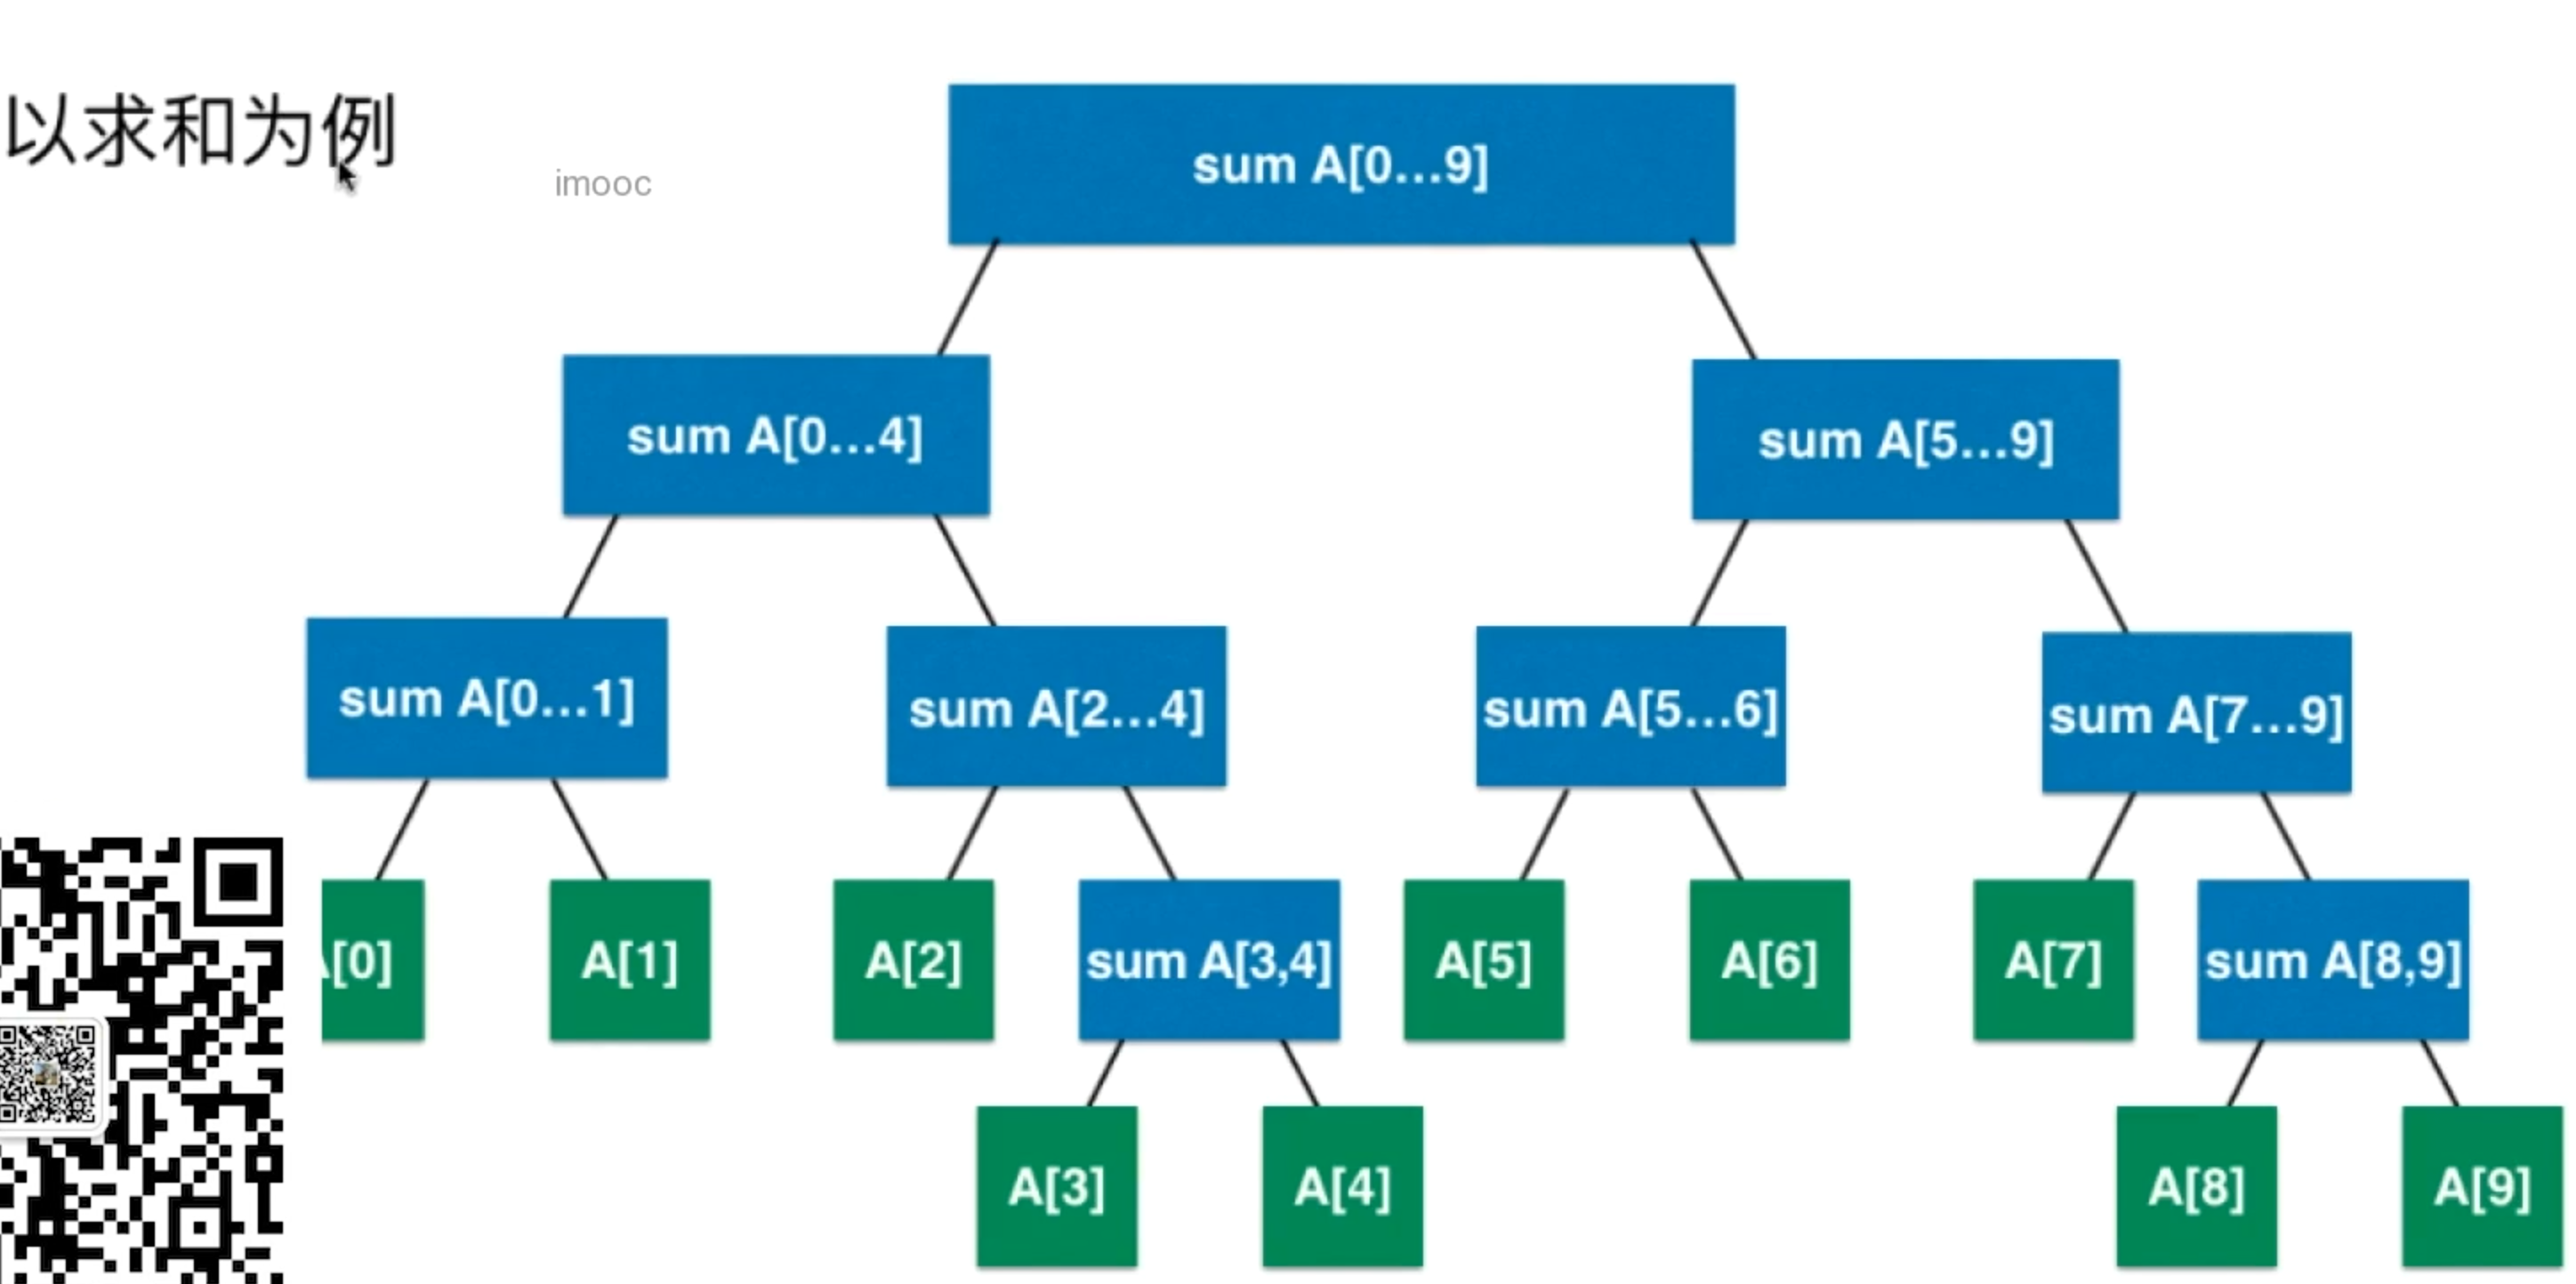 以求和为例
imooc
sum A[0...9]
sum A[0...4]
sum A[5...9]
sum A[0...1]
sum A[2...4]
sum A[5...6]
sum A[7...9]
[0]
A[1]
A[2]
sum A[3,4]
A[5]
A[6]
A[7]
sum A[8,9]
A[3]
A[4]
A[8]
A[9]